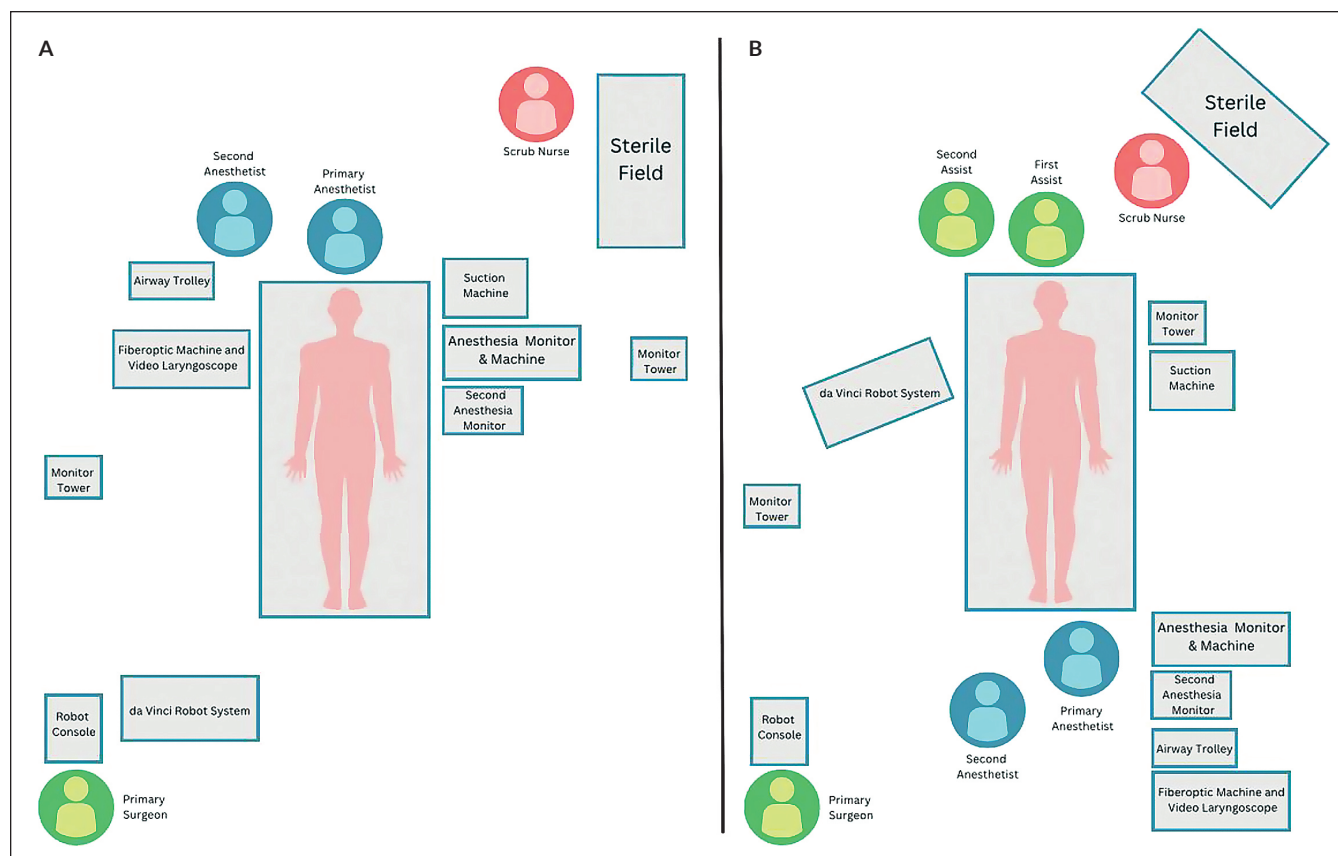 A
Scrub Nurse
Sterile
Field
Second
Anesthetist
Primary
Anesthetist
Airway Trolley
Suction
Machine
Fiberoptic Machine and
Video Laryngoscope
Anesthesia Monitor
& Machine
Monitor
Tower
Second
Anesthesia
Monitor
Monitor
Tower
Robot
Console
da Vinci Robot System
Primary
Surgeon
B
Sterile
Field
Second
Assist
First
Assist
Scrub Nurse
Monitor
Tower
Suction
Machine
da Vinci Robot System
Monitor
Tower
Anesthesia Monitor
& Machine
Second
Anesthesia
Monitor
Primary
Anesthetist
Second
Anesthetist
Airway Trolley
Fiberoptic Machine and
Video Laryngoscope
Robot
Console
Primary
Surgeon